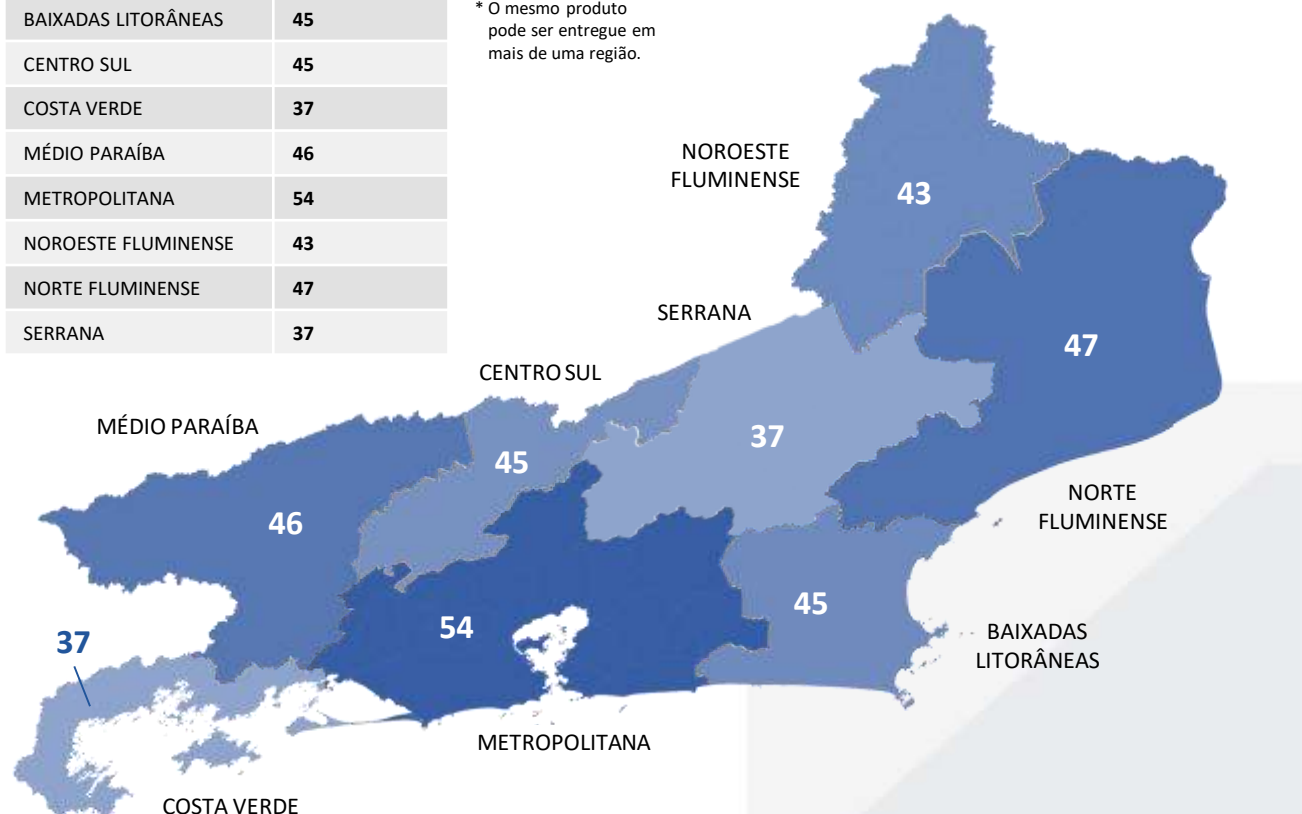 BAIXADAS LITORÂNEAS 45
CENTRO SUL 45
COSTA VERDE 37
MÉDIO PARAÍBA 46
METROPOLITANA 54
NOROESTE FLUMINENSE 43
NORTE FLUMINENSE 47
SERRANA 37
* O mesmo produto
pode ser entregue em
mais de uma região.
NOROESTE
FLUMINENSE
43
SERRANA
47
CENTRO SUL
MÉDIO PARAÍBA
37
45
NORTE
FLUMINENSE
46
45
54
37
BAIXADAS
LITORÂNEAS
METROPOLITANA
COSTA VERDE